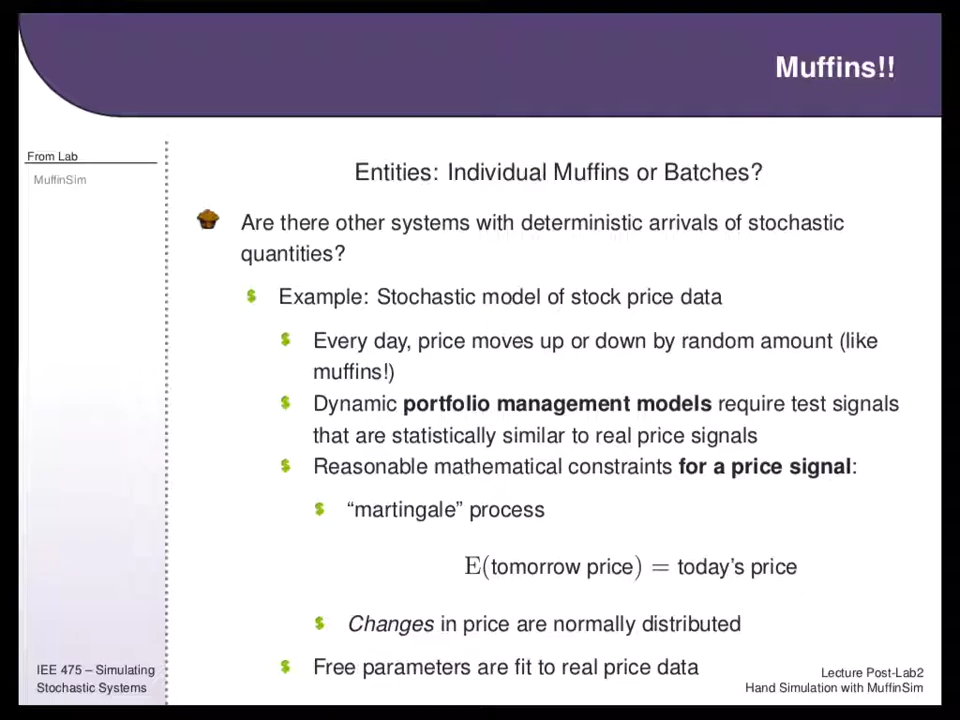 Muffins!!
From Lab
MuffinSim
Entities: Individual Muffins or Batches?
Are there other systems with deterministic arrivals of stochastic
quantities?
$ Example: Stochastic model of stock price data
$ Every day, price moves up or down by random amount (like
muffins!)
$ Dynamic portfolio management models require test signals
that are statistically similar to real price signals
$ Reasonable mathematical constraints for a price signal:
$ “martingale” process
E(tomorrow price) = today’s price
$ Changes in price are normally distributed
$ Free parameters are fit to real price data
IEE 475 – Simulating
Stochastic Systems
Lecture Post-Lab2
Hand Simulation with MuffinSim